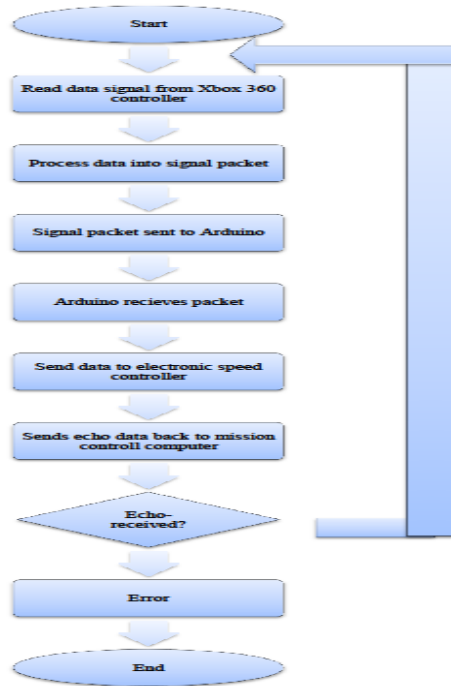 Start
Read data signal from Xbox 360
controller
Process data into signal packet
Signal packet sent to Arduino
Arduino recieves packet
Send data to electronic speed
controller
Sends echo data back to mission
controll computer
Echo-
received?
Error
End